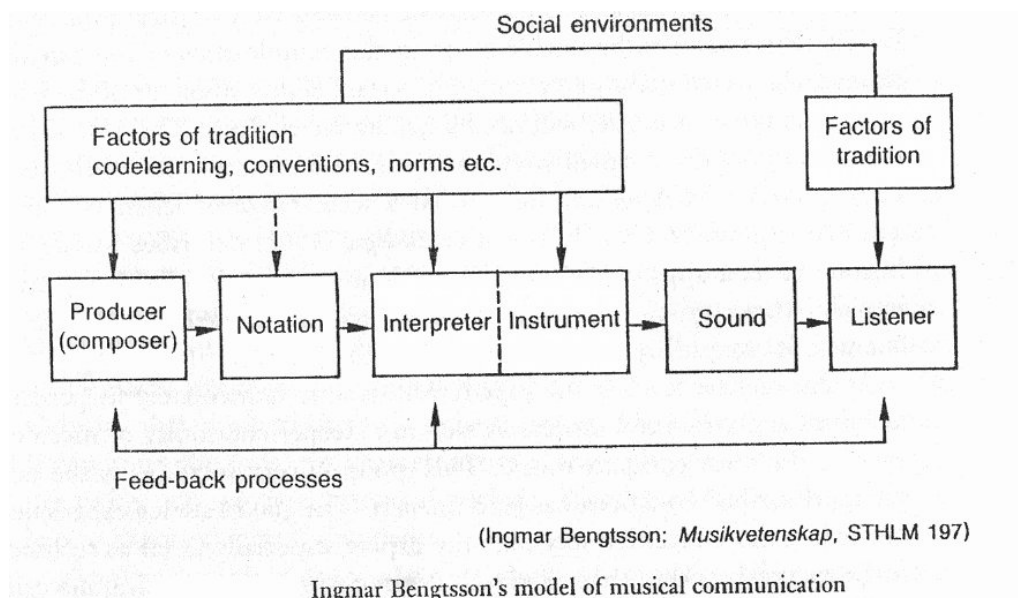 Social environments
Factors of tradition
codelearning, conventions, norms etc.
Factors of
tradition
Producer
(composer)
Notation
Interpreter
Instrument
Sound
Listener
Feed-back processes
(Ingmar Bengtsson: Musikvetenskap, STHLM 197)
Ingmar Bengtsson's model of musical communication